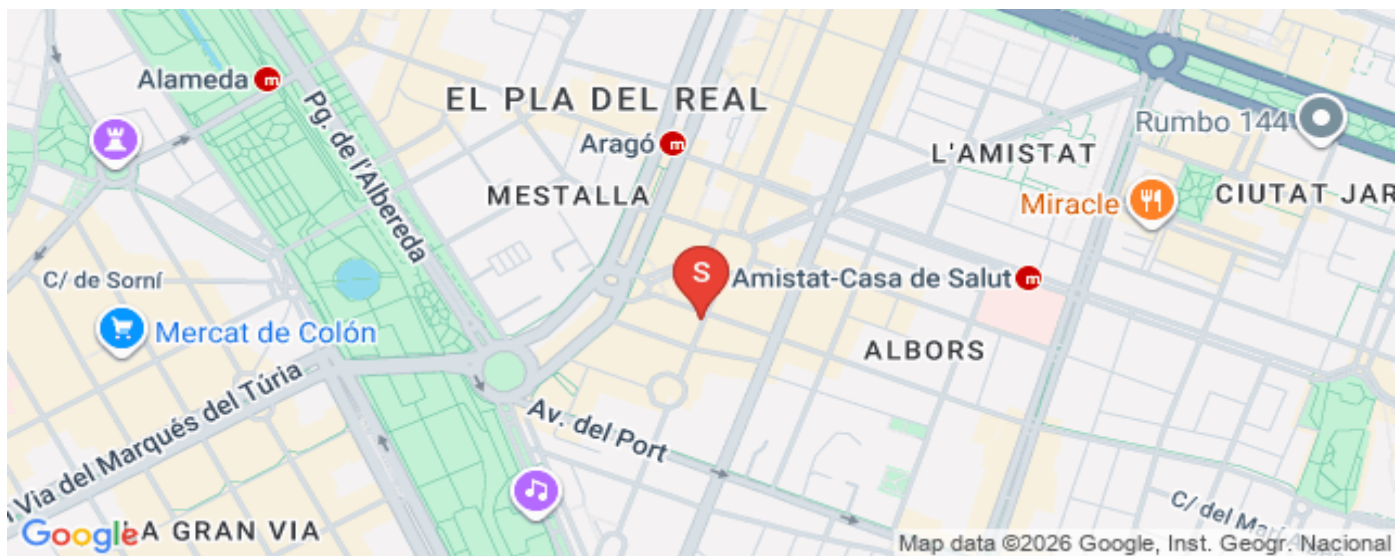 Alameda
EL PLA DEL REAL
Aragó
Pg. de l'Albereda
MESTALLA
L'AMISTAT
Rumbo 144
Miracle
CIUTAT JAR
C/ de Sorní
Mercat de Colón
S
Amistat-Casa de Salut
ALBORS
Via del Marqués del Túria
Av. del Port
LA GRAN VIA
C/ del Marí
Google
Map data ©2026 Google, Inst. Geogr. Nacional